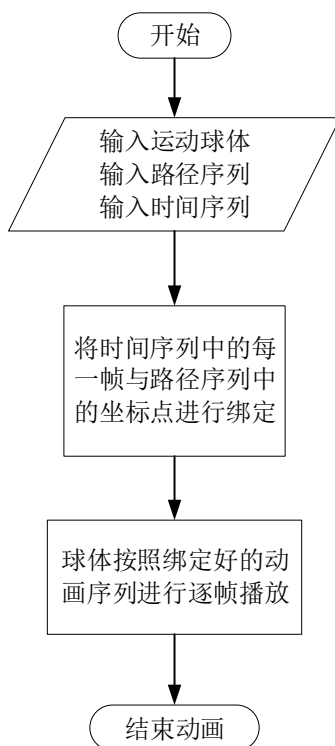 开始
输入运动球体
输入路径序列
输入时间序列
将时间序列中的每
一帧与路径序列中
的坐标点进行绑定
球体按照绑定好的动
画序列进行逐帧播放
结束动画